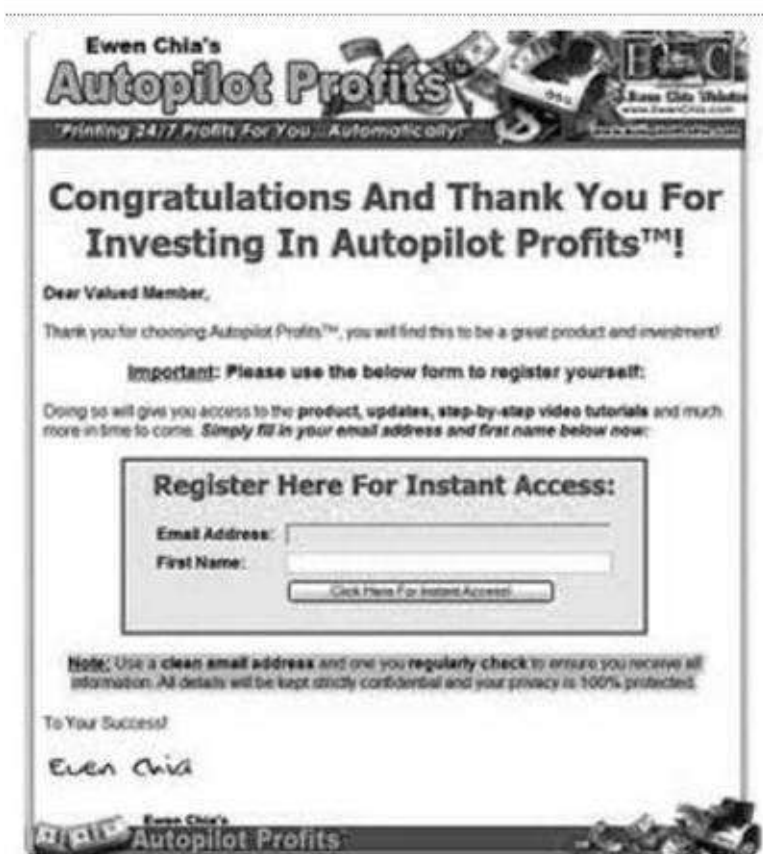 Ewen Chia's
Autopilot Profits
"Printing 24/7 Profits For You...Automatically!"
www.EwenChia.com
Congratulations And Thank You For
Investing In Autopilot Profits™!
Dear Valued Member,
Thank you for choosing Autopilot Profits™, you will find this to be a great product and investment!
Important: Please use the below form to register yourself:
Doing so will give you access to the product, updates, step-by-step video tutorials and much
more in time to come. Simply fill in your email address and first name below now:
Register Here For Instant Access:
Email Address:
First Name:
Click Here For Instant Access!
Note: Use a clean email address and one you regularly check to ensure you receive all
information. All details will be kept strictly confidential and your privacy is 100% protected.
To Your Success!
Ewen Chia
Ewen Chia's
Autopilot Profits